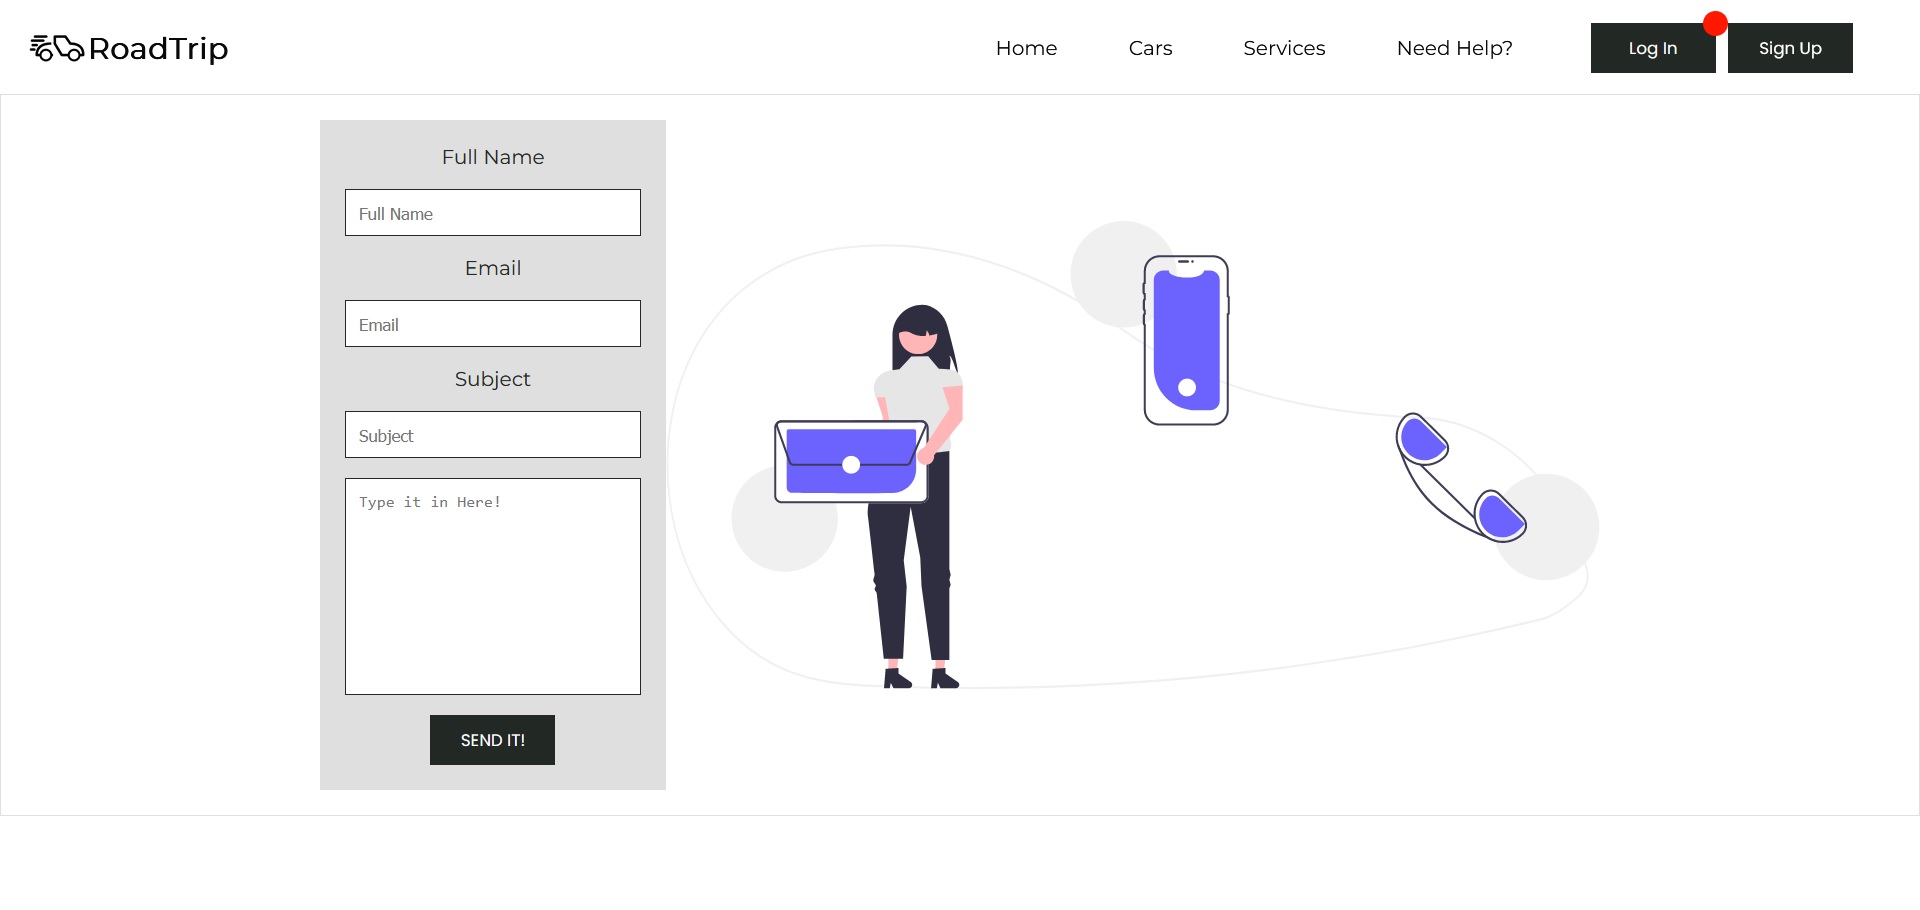 RoadTrip
Home Cars Services Need Help? Log In Sign Up
Full Name
Full Name
Email
Email
Subject
Subject
Type it in Here!
SEND IT!